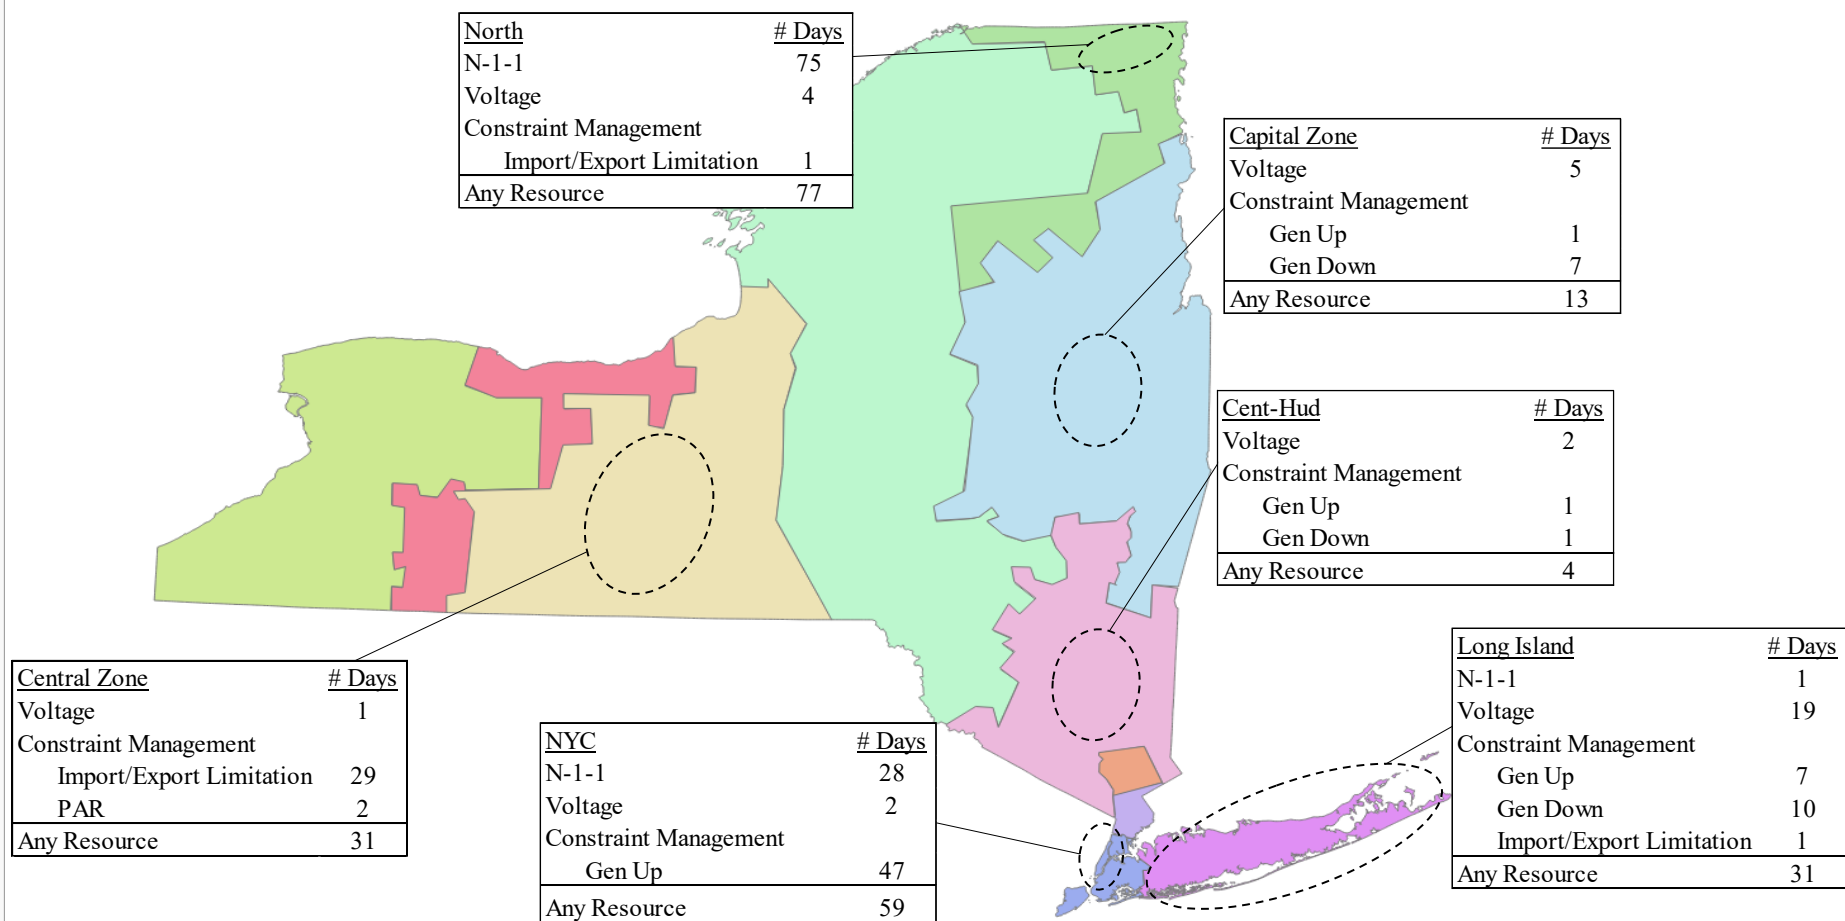 North # Days
N-1-1 75
Voltage 4
Constraint Management
Import/Export Limitation 1
Any Resource 77
Capital Zone # Days
Voltage 5
Constraint Management
Gen Up 1
Gen Down 7
Any Resource 13
Cent-Hud # Days
Voltage 2
Constraint Management
Gen Up 1
Gen Down 1
Any Resource 4
Central Zone # Days
Voltage 1
Constraint Management
Import/Export Limitation 29
PAR 2
Any Resource 31
NYC # Days
N-1-1 28
Voltage 2
Constraint Management
Gen Up 47
Any Resource 59
Long Island # Days
N-1-1 1
Voltage 19
Constraint Management
Gen Up 7
Gen Down 10
Import/Export Limitation 1
Any Resource 31